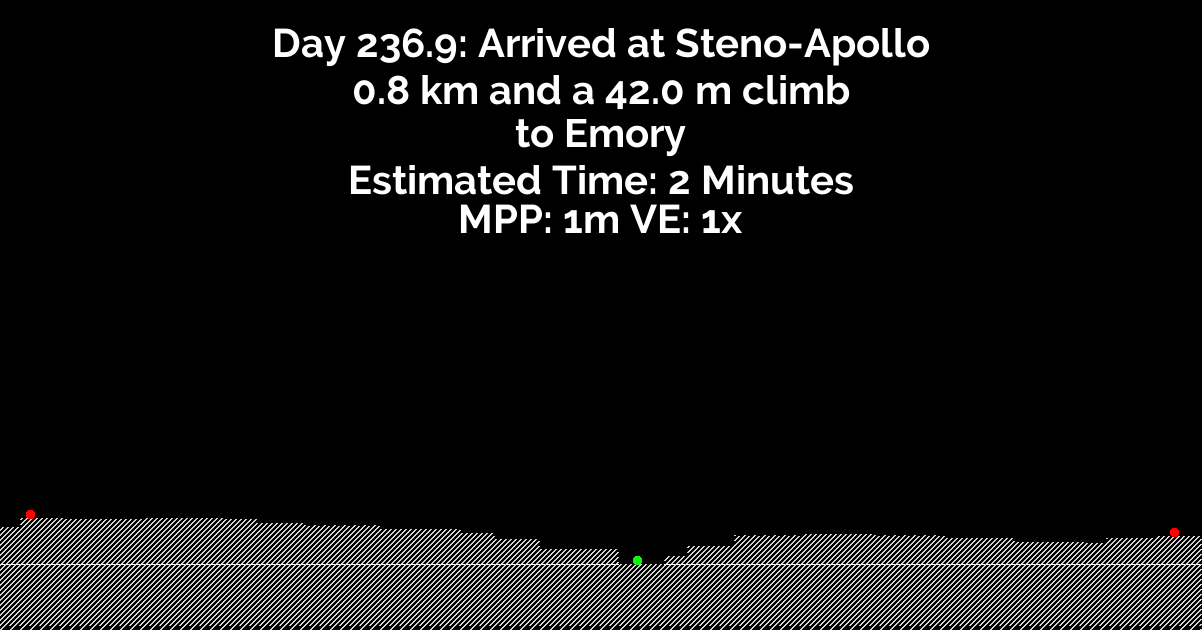 Day 236.9: Arrived at Steno-Apollo
0.8 km and a 42.0 m climb
to Emory
Estimated Time: 2 Minutes
MPP: 1m VE: 1x